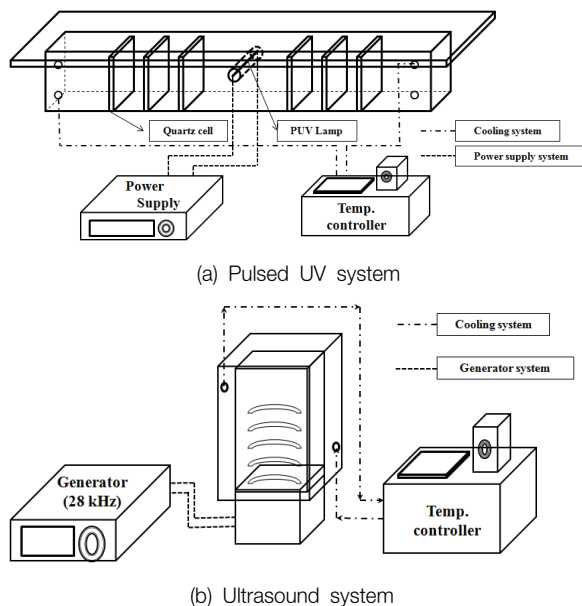 Quartz cell
PUV Lamp
Cooling system
Power supply system
Power
Supply
Temp.
controller
(a) Pulsed UV system
Cooling system
Generator system
Generator
(28 kHz)
Temp.
controller
(b) Ultrasound system